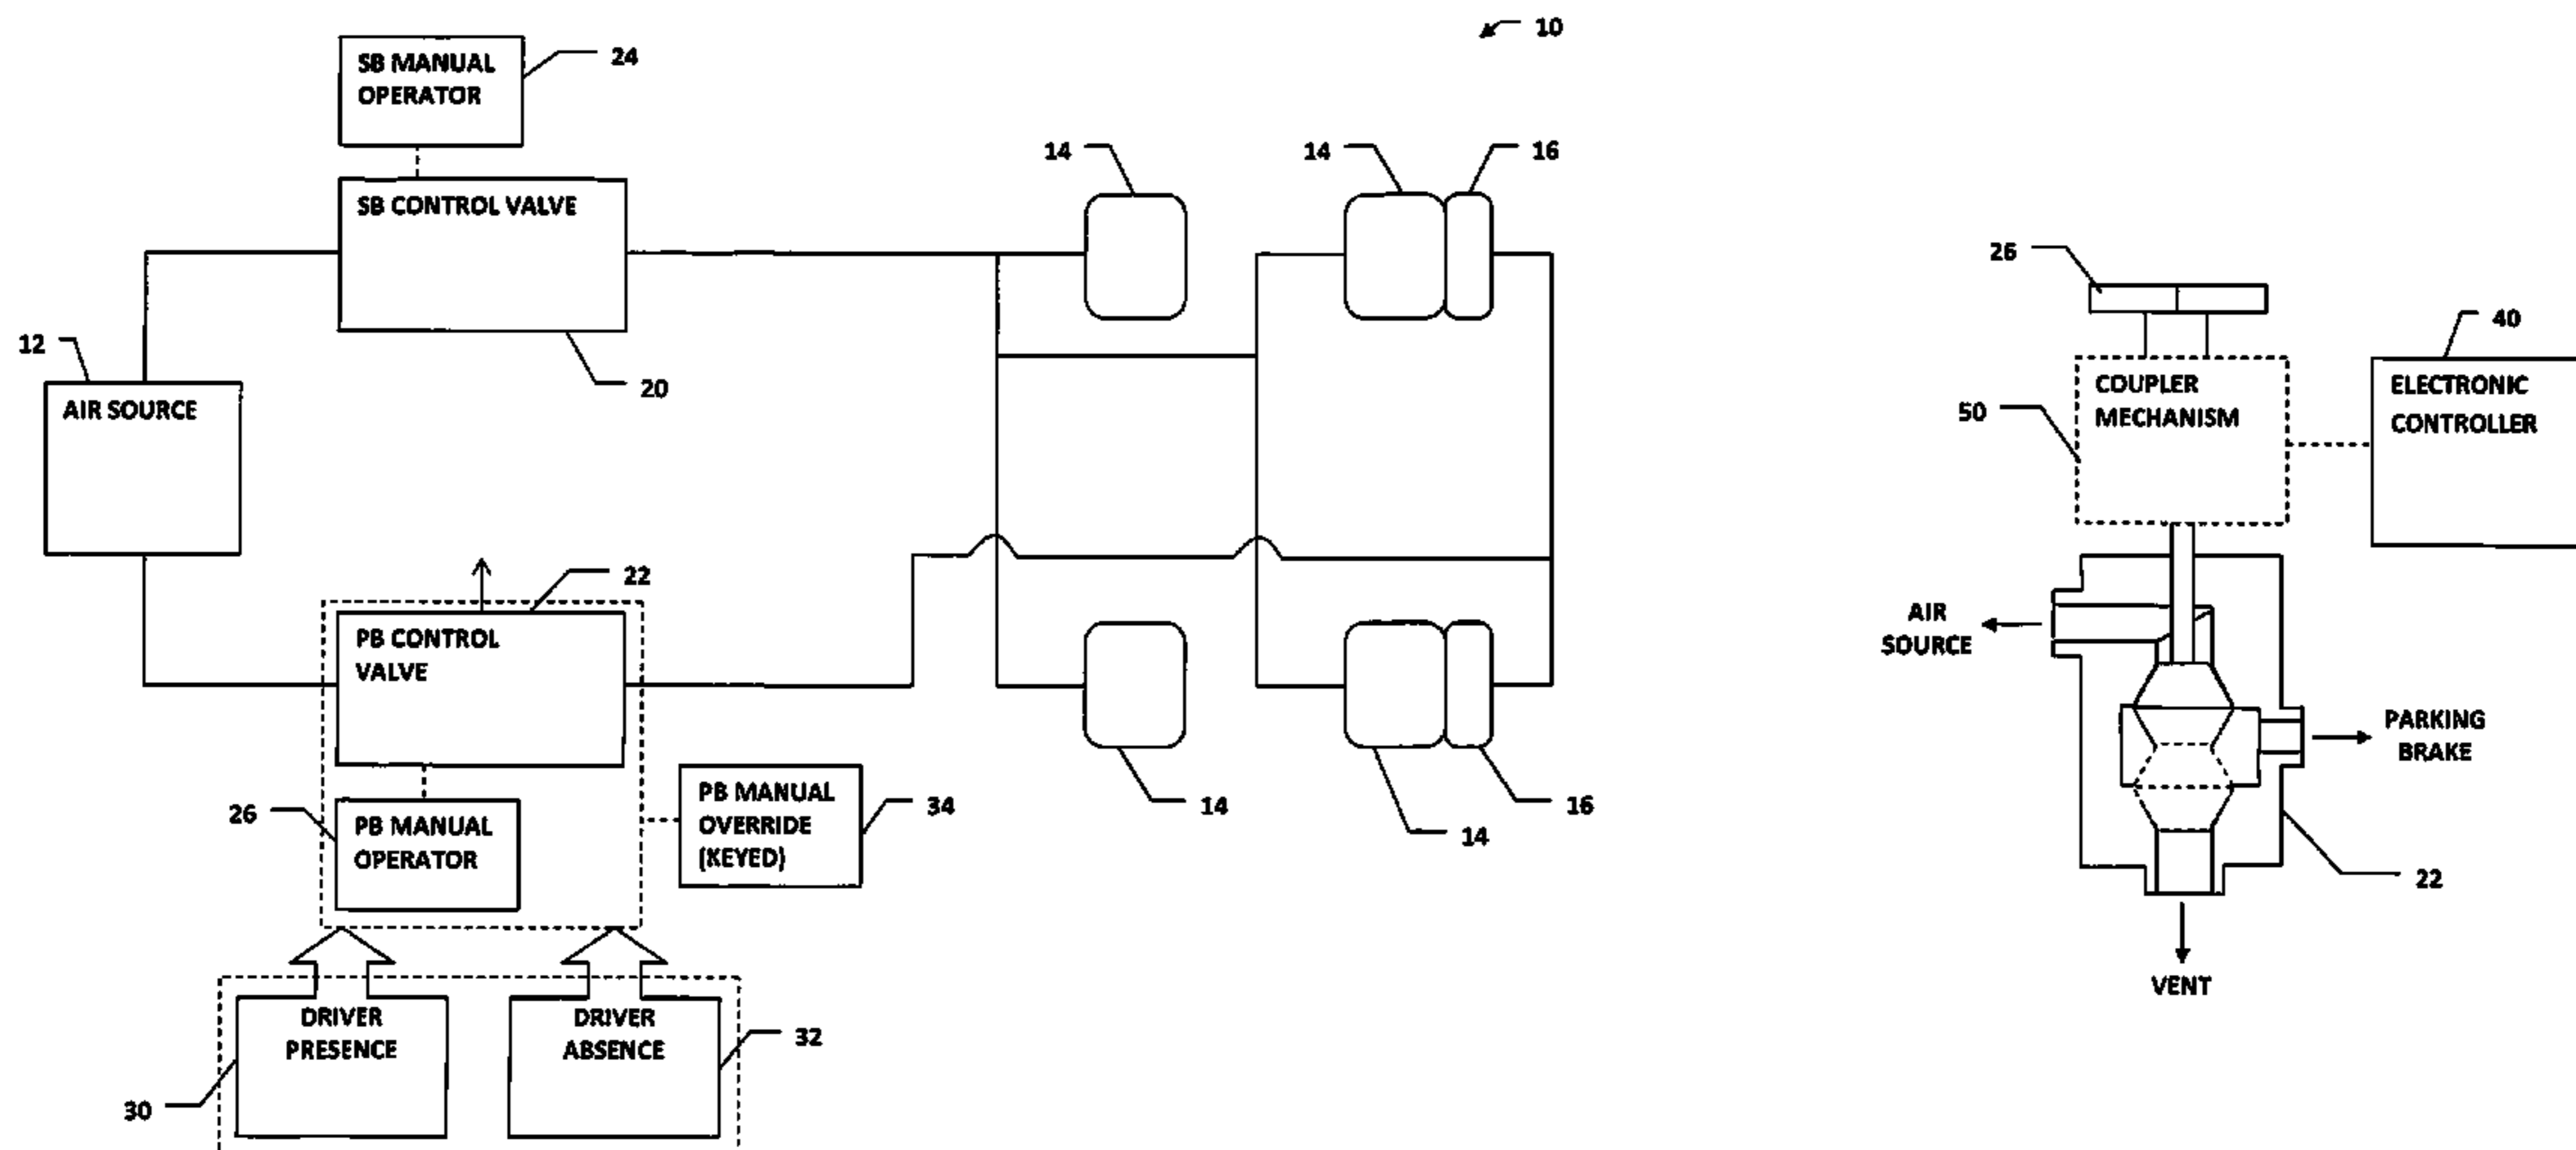 10
SB MANUAL
OPERATOR
24
14
14
16
SB CONTROL VALVE
20
12
AIR SOURCE
22
PB CONTROL
VALVE
26
PB MANUAL
OPERATOR
PB MANUAL
OVERRIDE
(KEYED)
34
14
14
16
DRIVER
PRESENCE
DRIVER
ABSENCE
32
30
26
40
COUPLER
MECHANISM
50
ELECTRONIC
CONTROLLER
AIR
SOURCE
PARKING
BRAKE
22
VENT